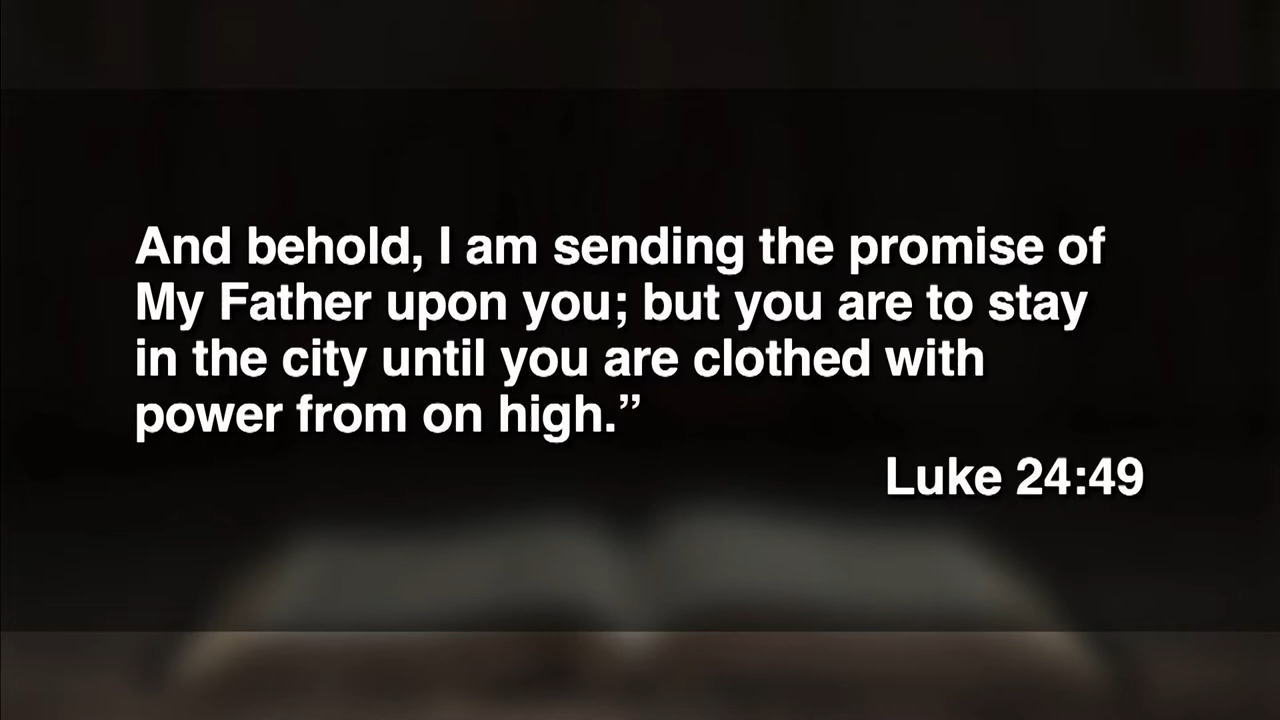 And behold, I am sending the promise of
My Father upon you; but you are to stay
in the city until you are clothed with
power from on high.”
Luke 24:49